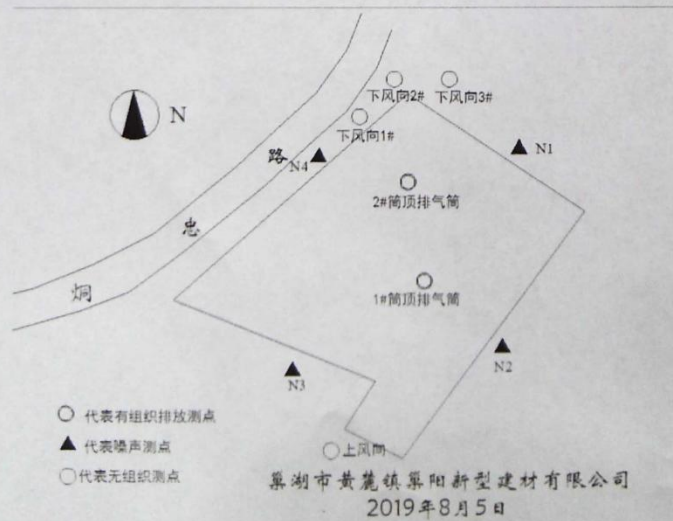 下风向2#
下风向3#
N
下风向1#
N1
路
N4
2#筒顶排气筒
忠
1#筒顶排气筒
炯
N2
N3
代表有组织排放测点
代表噪声测点
上风向
代表无组织测点
巢湖市黄麓镇巢阳新型建材有限公司
2019年8月5日